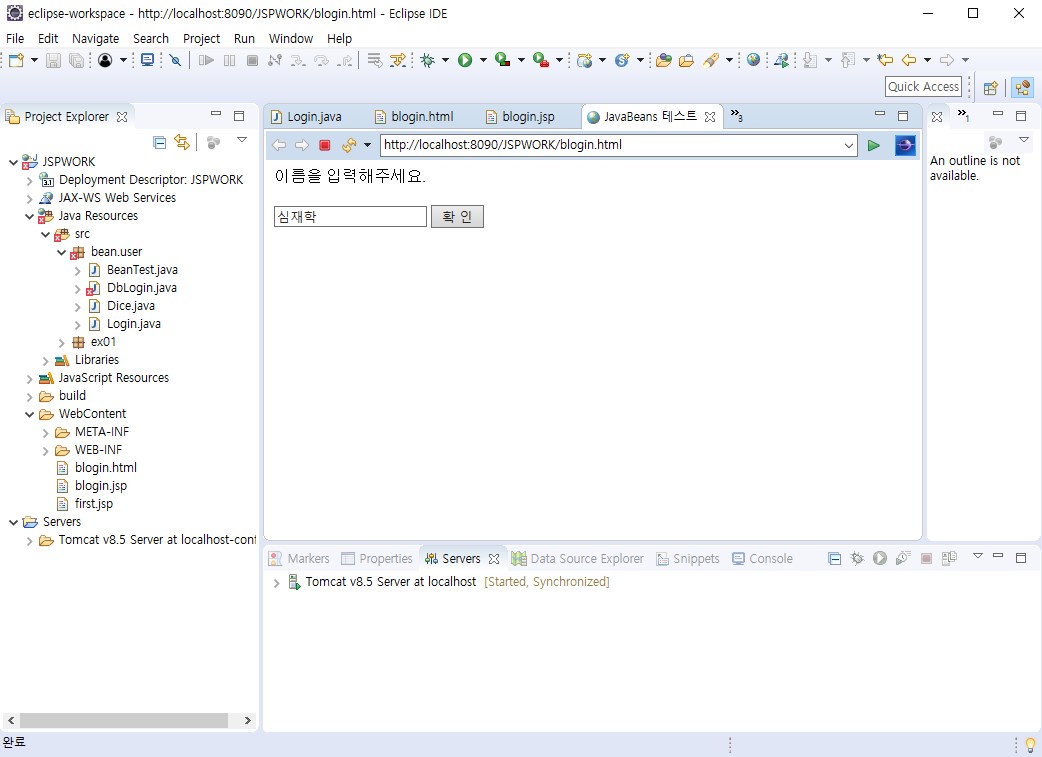 eclipse-workspace - http://localhost:8090/JSPWORK/blogin.html - Eclipse IDE
File Edit Navigate Search Project Run Window Help
Quick Access
Project Explorer
JSPWORK
Deployment Descriptor: JSPWORK
JAX-WS Web Services
Java Resources
src
bean.user
BeanTest.java
DbLogin.java
Dice.java
Login.java
ex01
Libraries
JavaScript Resources
build
WebContent
META-INF
WEB-INF
blogin.html
blogin.jsp
first.jsp
Servers
Tomcat v8.5 Server at localhost-conf
Login.java blogin.html blogin.jsp JavaBeans 테스트 »3
http://localhost:8090/JSPWORK/blogin.html
이름을 입력해주세요.
심재학 확 인
»1
An outline is not
available.
Markers Properties Servers Data Source Explorer Snippets Console
Tomcat v8.5 Server at localhost [Started, Synchronized]
완료